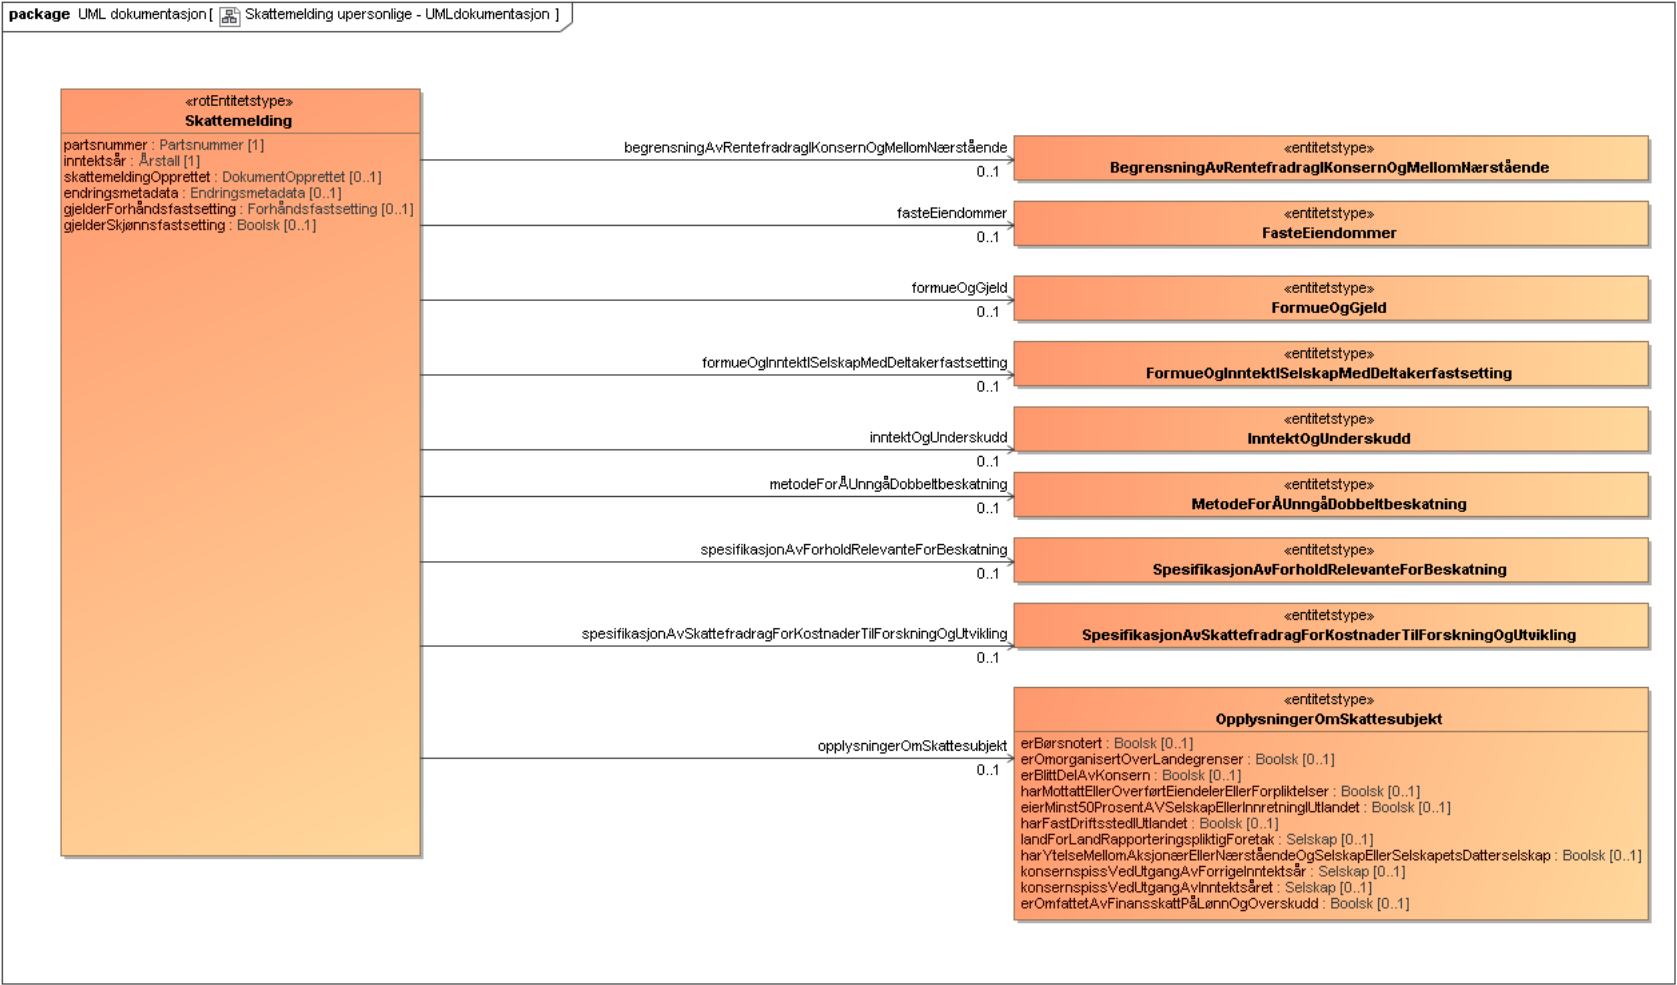 package UML dokumentasjon [ Skattemelding upersonlige - UMLdokumentasjon ]
«rotEntitetstype»
Skattemelding
partsnummer : Partsnummer [1]
inntektsår : Årstall [1]
skattemeldingOpprettet : DokumentOpprettet [0..1]
endringsmetadata : Endringsmetadata [0..1]
gjelderForhåndsfastsetting : Forhåndsfastsetting [0..1]
gjelderSkjønnsfastsetting : Boolsk [0..1]
begrensningAvRentefradragIKonsernOgMellomNærstående
0..1
«entitetstype»
BegrensningAvRentefradragIKonsernOgMellomNærstående
fasteEiendommer
0..1
«entitetstype»
FasteEiendommer
formueOgGjeld
0..1
«entitetstype»
FormueOgGjeld
formueOgInntektISelskapMedDeltakerfastsetting
0..1
«entitetstype»
FormueOgInntektISelskapMedDeltakerfastsetting
inntektOgUnderskudd
0..1
«entitetstype»
InntektOgUnderskudd
metodeForÅUnngåDobbeltbeskatning
0..1
«entitetstype»
MetodeForÅUnngåDobbeltbeskatning
spesifikasjonAvForholdRelevanteForBeskatning
0..1
«entitetstype»
SpesifikasjonAvForholdRelevanteForBeskatning
spesifikasjonAvSkattefradragForKostnaderTilForskningOgUtvikling
0..1
«entitetstype»
SpesifikasjonAvSkattefradragForKostnaderTilForskningOgUtvikling
opplysningerOmSkattesubjekt
0..1
«entitetstype»
OpplysningerOmSkattesubjekt
erBørsnotert : Boolsk [0..1]
erOmorganisertOverLandegrenser : Boolsk [0..1]
erBlittDelAvKonsern : Boolsk [0..1]
harMottattEllerOverførtEiendelerEllerForpliktelser : Boolsk [0..1]
eierMinst50ProsentAVSelskapEllerInnretningIUtlandet : Boolsk [0..1]
harFastDriftsstedIUtlandet : Boolsk [0..1]
landForLandRapporteringspliktigForetak : Selskap [0..1]
harYtelseMellomAksjonærEllerNærståendeOgSelskapEllerSelskapetsDatterselskap : Boolsk [0..1]
konsernspissVedUtgangAvForrigeInntektsår : Selskap [0..1]
konsernspissVedUtgangAvInntektsåret : Selskap [0..1]
erOmfattetAvFinansskattPåLønnOgOverskudd : Boolsk [0..1]